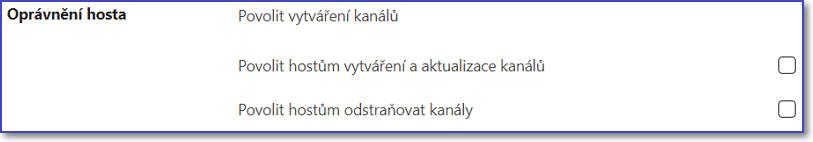 Oprávnění hosta
Povolit vytváření kanálů
Povolit hostům vytváření a aktualizace kanálů
Povolit hostům odstraňovat kanály